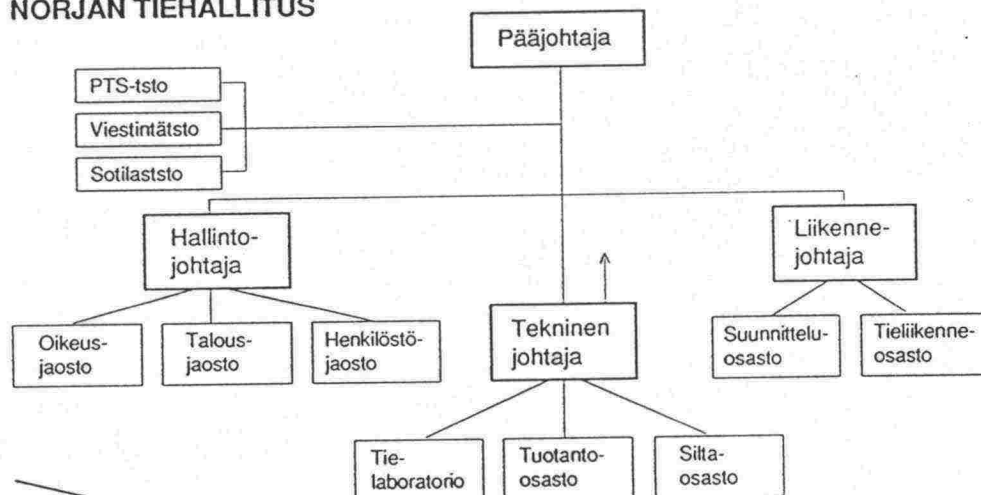 NORJAN TIEHALLITUS
Pääjohtaja
PTS-tsto
Viestintätsto
Sotilaststo
Hallinto-
johtaja
Liikenne-
johtaja
Tekninen
johtaja
Oikeus-
jaosto
Talous-
jaosto
Henkilöstö-
jaosto
Suunnittelu-
osasto
Tieliikenne-
osasto
Tie-
laboratorio
Tuotanto-
osasto
Silta-
osasto